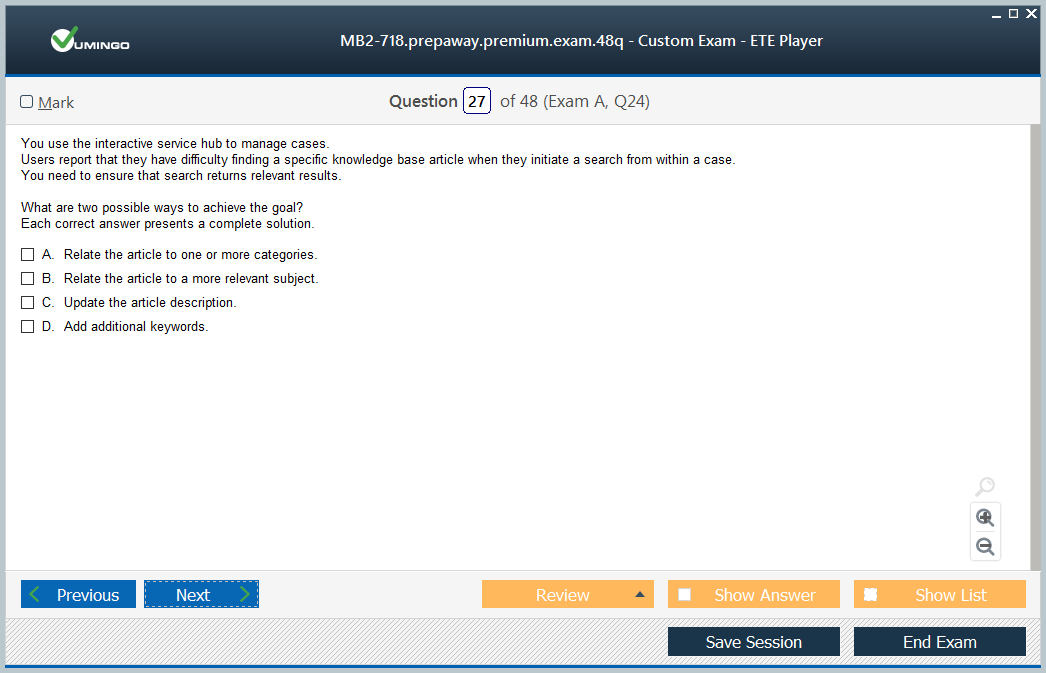 VUMINGO
MB2-718.prepaway.premium.exam.48q - Custom Exam - ETE Player
Mark
Question 27 of 48 (Exam A, Q24)
You use the interactive service hub to manage cases.
Users report that they have difficulty finding a specific knowledge base article when they initiate a search from within a case.
You need to ensure that search returns relevant results.
What are two possible ways to achieve the goal?
Each correct answer presents a complete solution.
A. Relate the article to one or more categories.
B. Relate the article to a more relevant subject.
C. Update the article description.
D. Add additional keywords.
Previous
Next
Review
Show Answer
Show List
Save Session
End Exam